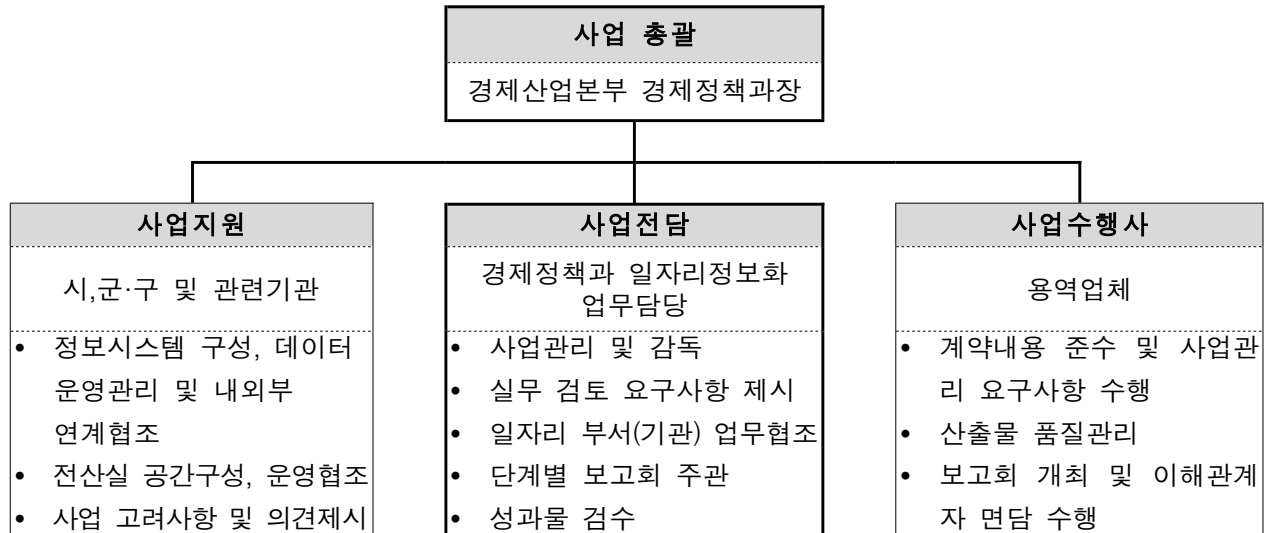 사업 총괄
경제산업본부 경제정책과장
사업지원
시,군·구 및 관련기관
• 정보시스템 구성, 데이터
운영관리 및 내외부
연계협조
• 전산실 공간구성, 운영협조
• 사업 고려사항 및 의견제시
사업전담
경제정책과 일자리정보화
업무담당
• 사업관리 및 감독
• 실무 검토 요구사항 제시
• 일자리 부서(기관) 업무협조
• 단계별 보고회 주관
• 성과물 검수
사업수행사
용역업체
• 계약내용 준수 및 사업관
리 요구사항 수행
• 산출물 품질관리
• 보고회 개최 및 이해관계
자 면담 수행